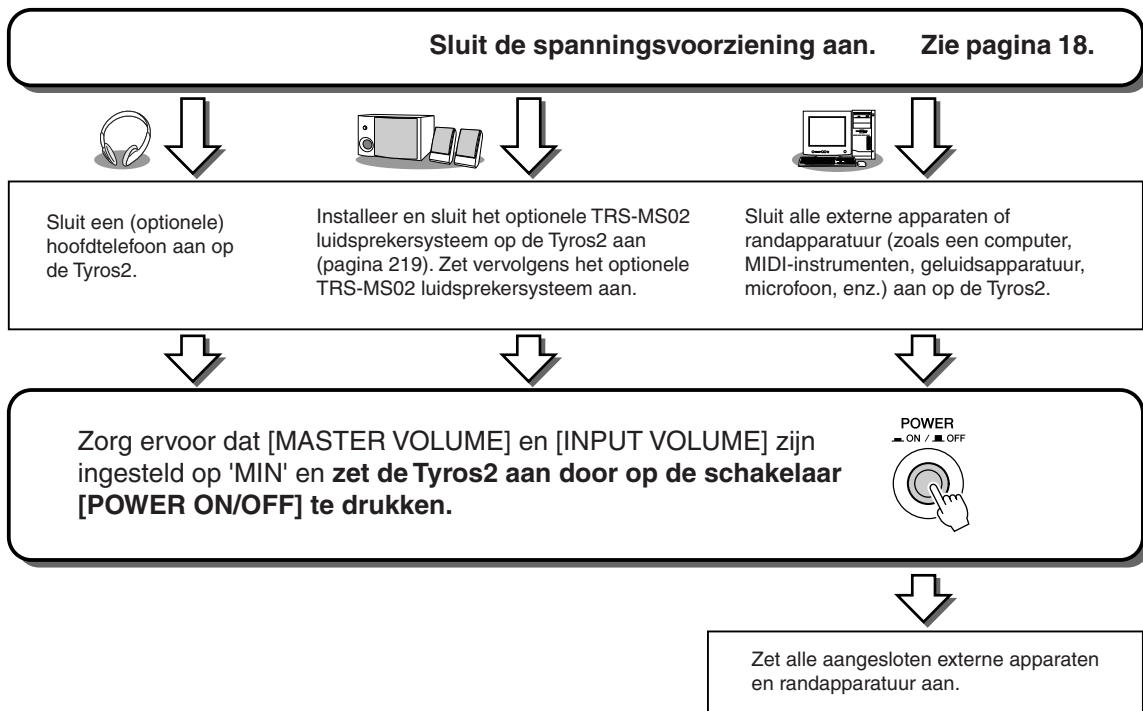 Sluit de spanningsvoorziening aan. Zie pagina 18.
Sluit een (optionele)
hoofdtelefoon aan op
de Tyros2.
Installeer en sluit het optionele TRS-MS02
luidsprekersysteem op de Tyros2 aan
(pagina 219). Zet vervolgens het optionele
TRS-MS02 luidsprekersysteem aan.
Sluit alle externe apparaten of
randapparatuur (zoals een computer,
MIDI-instrumenten, geluidsapparatuur,
microfoon, enz.) aan op de Tyros2.
Zorg ervoor dat [MASTER VOLUME] en [INPUT VOLUME] zijn
ingesteld op 'MIN' en zet de Tyros2 aan door op de schakelaar
[POWER ON/OFF] te drukken.
POWER
ON / OFF
Zet alle aangesloten externe apparaten
en randapparatuur aan.